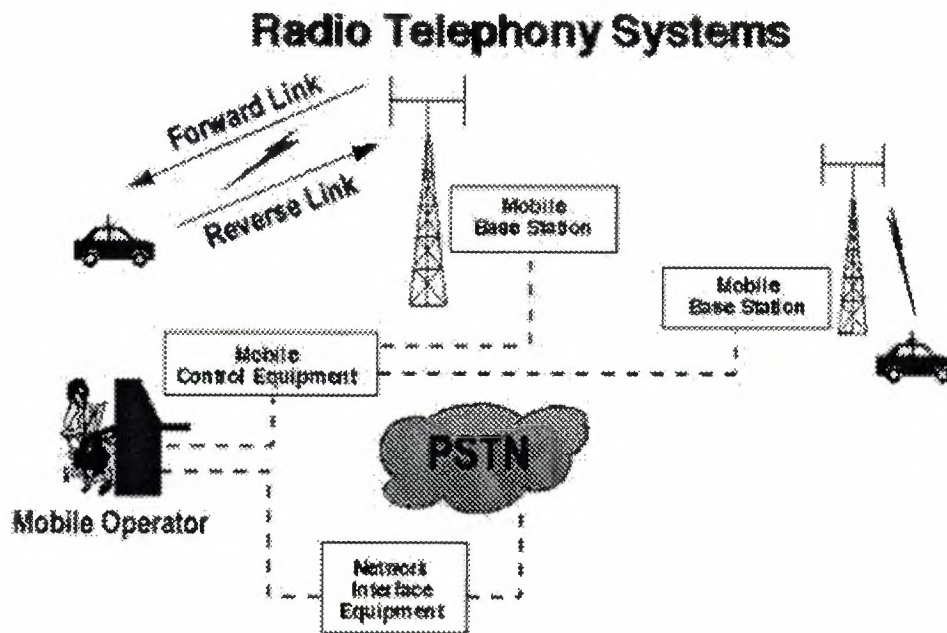 Radio Telephony Systems
Forward Link
Reverse Link
Mobile
Base Station
Mobile
Base Station
Mobile
Control Equipment
PSTN
Mobile Operator
Network
Interface
Equipment